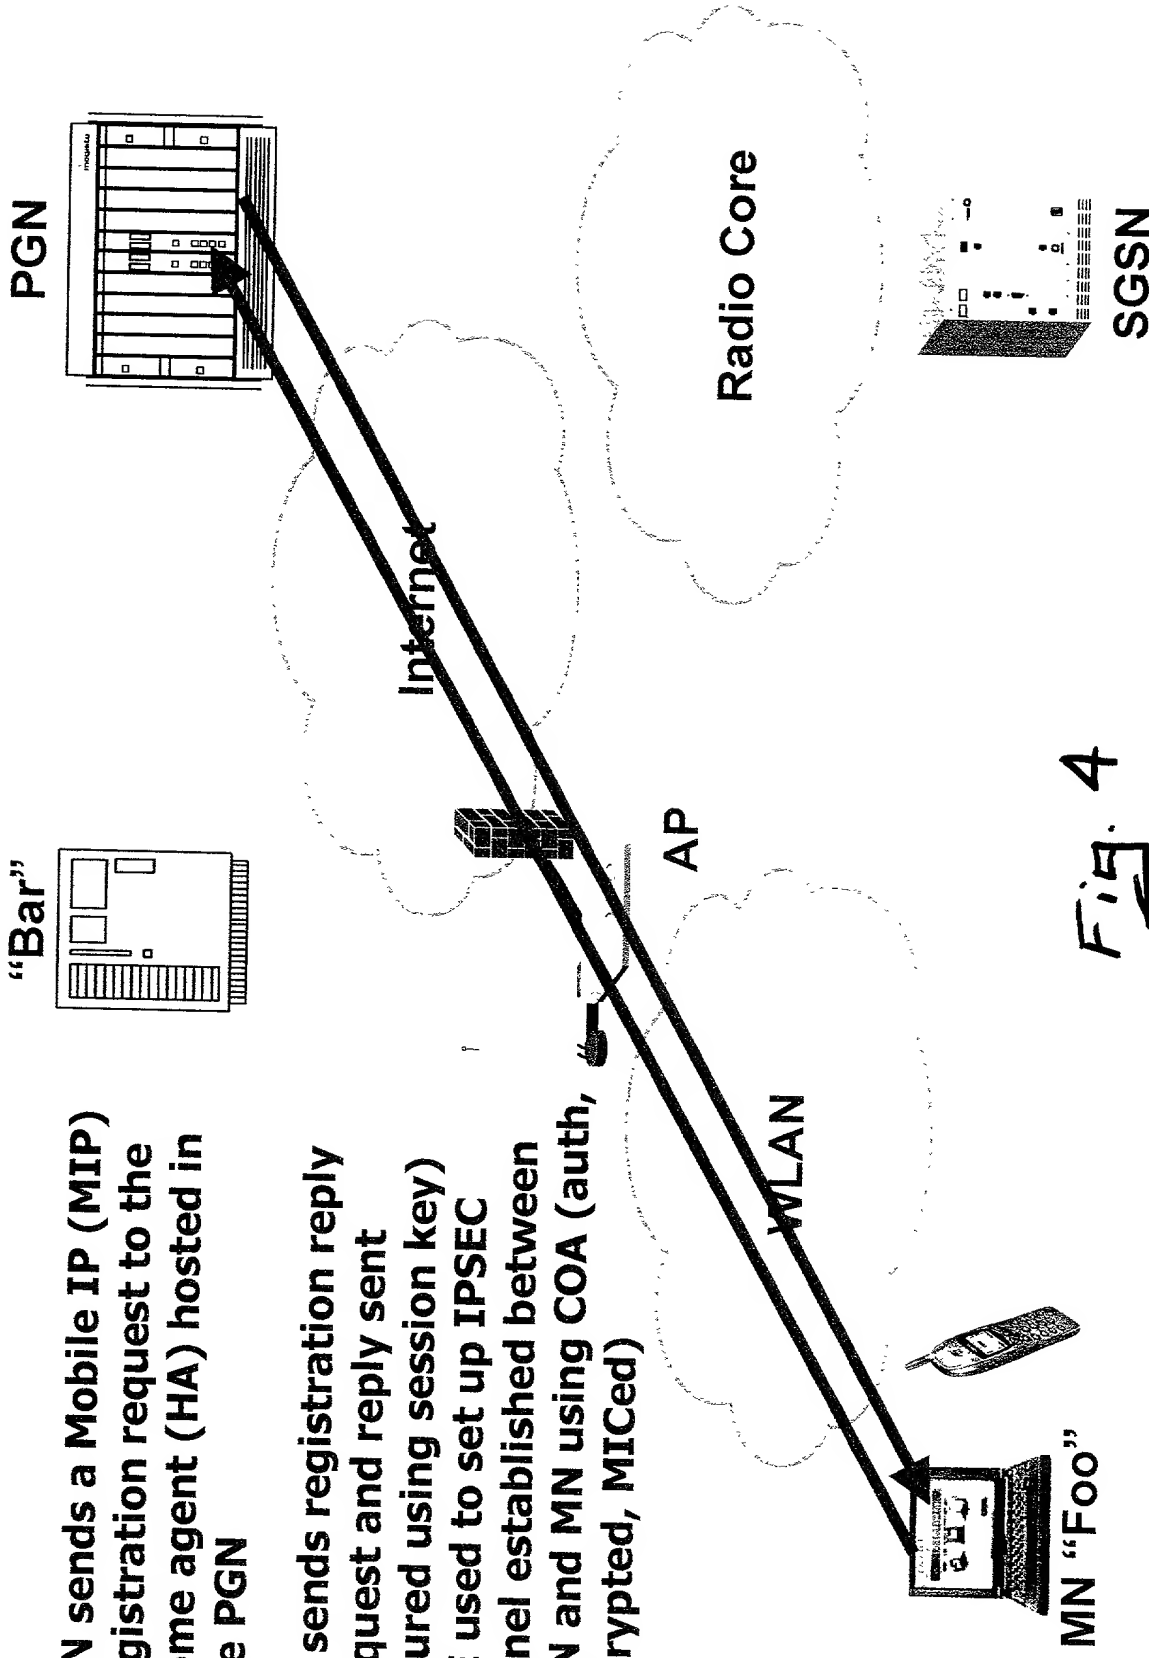 N sends a Mobile IP (MIP)
gistration request to the
me agent (HA) hosted in
e PGN
sends registration reply
quest and reply sent
ured using session key)
used to set up IPSEC
nel established between
N and MN using COA (auth,
rypted, MICed)
"Bar"
PGN
Internet
AP
WLAN
Radio Core
MN "Foo"
SGSN
Fig. 4